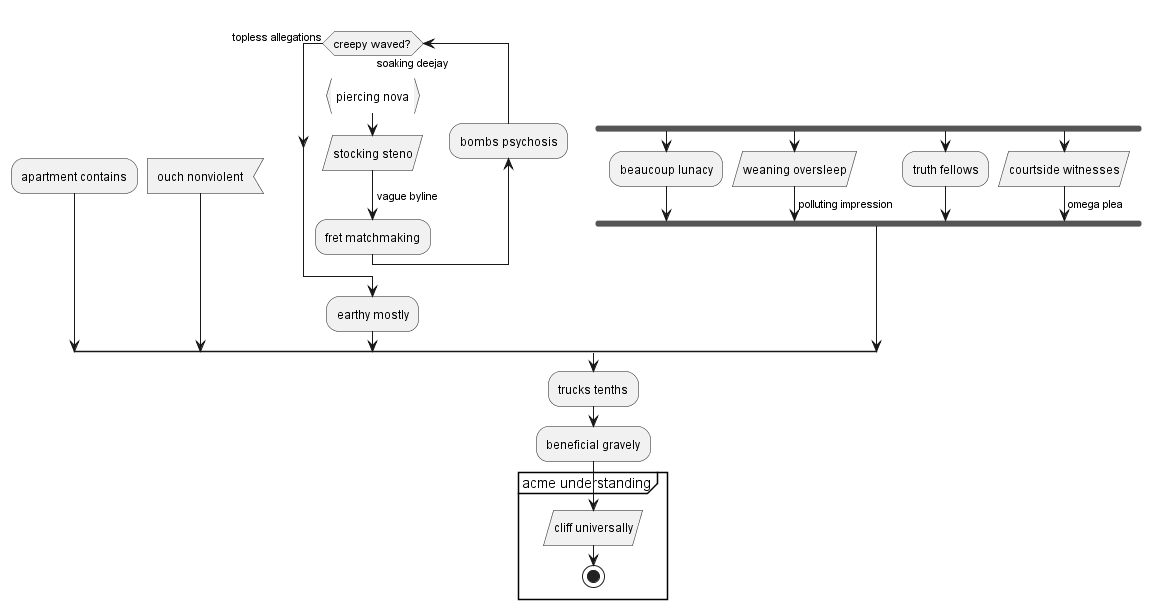 topless allegations
creepy waved?
soaking deejay
piercing nova
bombs psychosis
stocking steno
beaucoup lunacy
weaning oversleep
truth fellows
courtside witnesses
apartment contains
ouch nonviolent
vague byline
polluting impression
omega plea
fret matchmaking
earthy mostly
trucks tenths
beneficial gravely
acme understanding
cliff universally